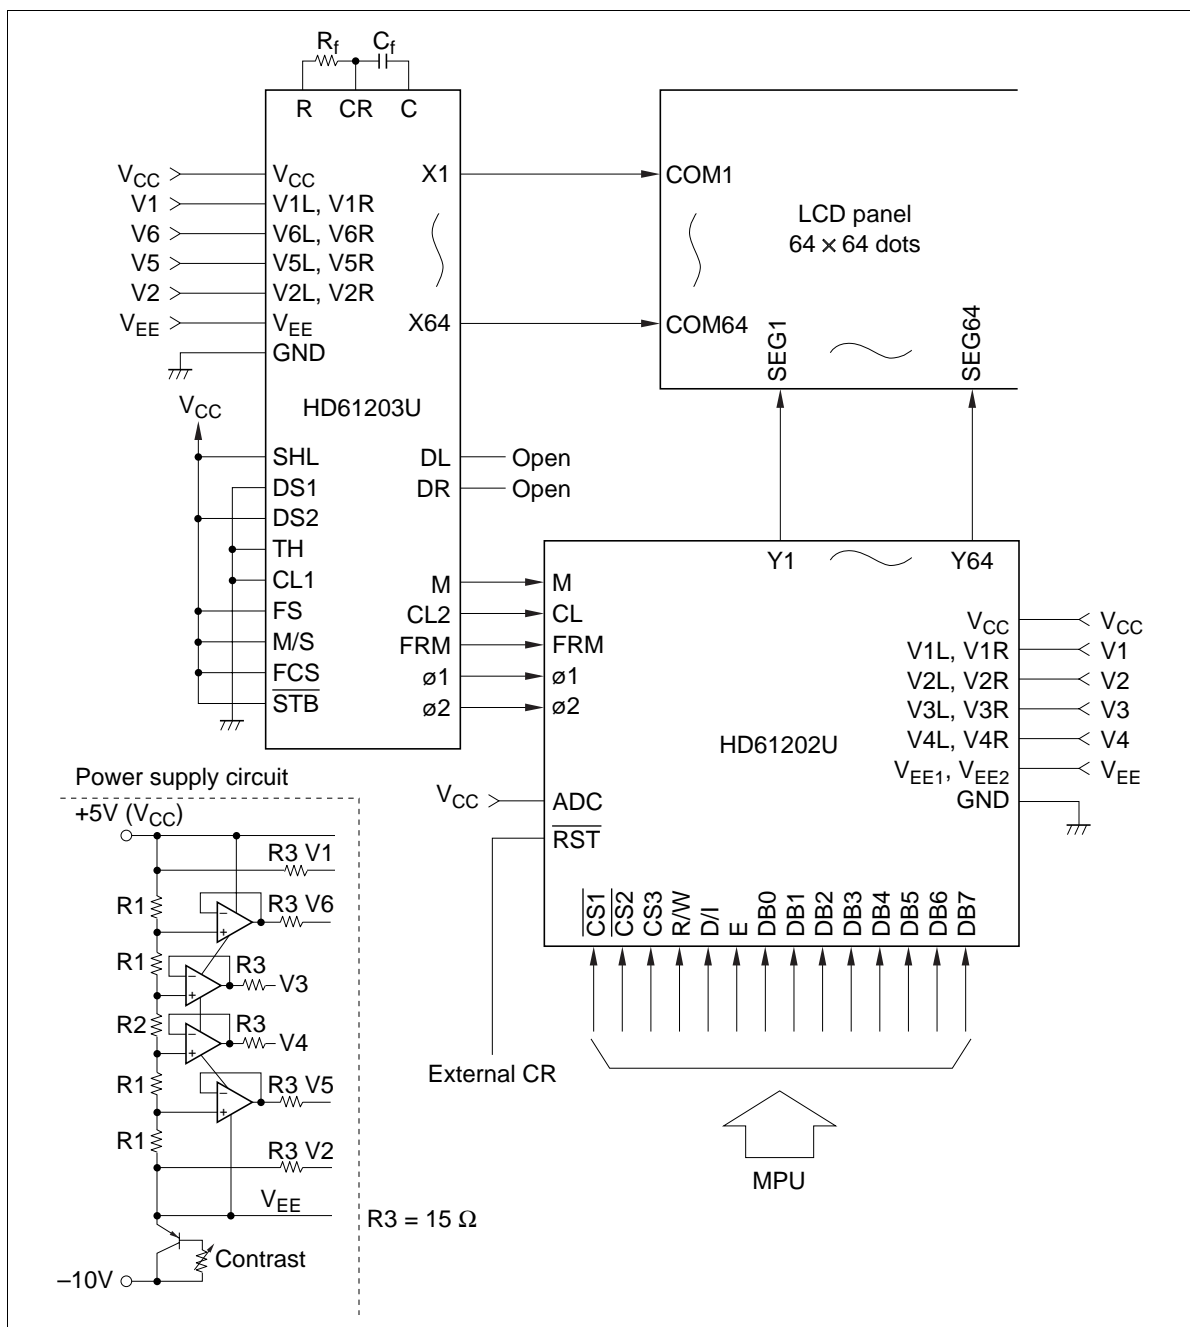 Rf Cf
R CR C
VCC VCC X1 COM1
V1 V1L, V1R
V6 V6L, V6R
V5 V5L, V5R
V2 V2L, V2R
VEE VEE X64 COM64
GND
LCD panel
64 × 64 dots
SEG1 SEG64
HD61203U
VCC
SHL DL Open
DS1 DR Open
DS2
TH
CL1
FS
M/S
FCS
STB
M M
CL2 CL
FRM FRM
ø1 ø1
ø2 ø2
Y1 Y64
VCC VCC
V1L, V1R V1
V2L, V2R V2
V3L, V3R V3
V4L, V4R V4
VEE1, VEE2 VEE
GND
HD61202U
VCC ADC
RST
CS1 CS2 CS3 R/W D/I E DB0 DB1 DB2 DB3 DB4 DB5 DB6 DB7
External CR
MPU
Power supply circuit
+5V (VCC)
R3 V1
R1 R3 V6
R1 R3 V3
R2 R3 V4
R1 R3 V5
R1 R3 V2
VEE
R3 = 15 Ω
Contrast
–10V